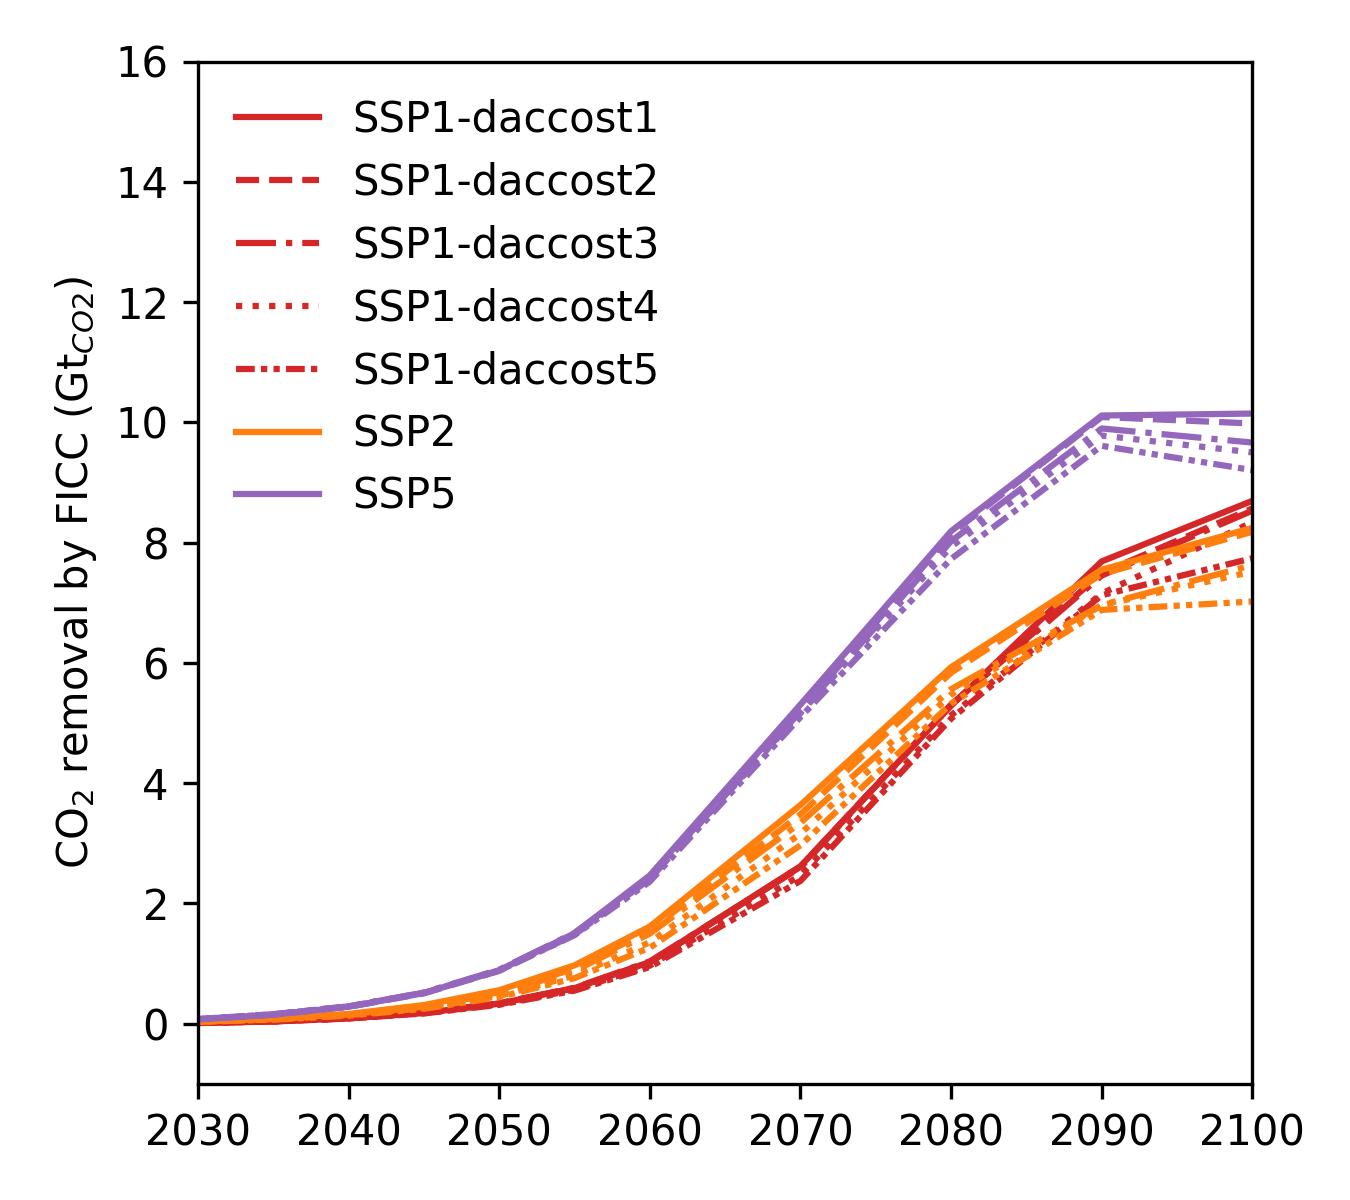 16
14
12
10
8
6
4
2
0
CO₂ removal by FICC (Gt_CO2)
SSP1-daccost1
SSP1-daccost2
SSP1-daccost3
SSP1-daccost4
SSP1-daccost5
SSP2
SSP5
2030 2040 2050 2060 2070 2080 2090 2100